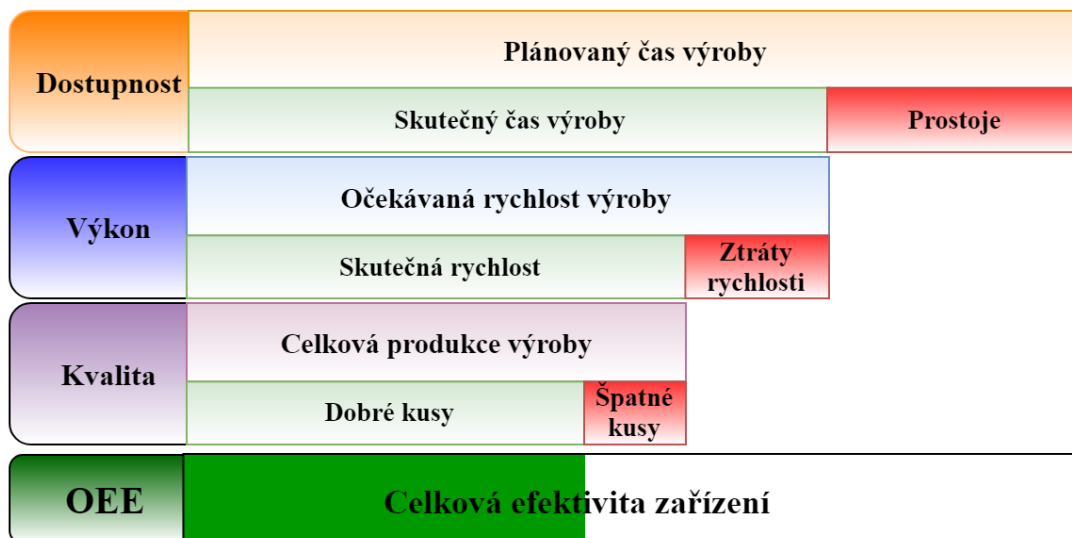 Dostupnost
Plánovaný čas výroby
Skutečný čas výroby
Prostoje
Výkon
Očekávaná rychlost výroby
Skutečná rychlost
Ztráty
rychlosti
Kvalita
Celková produkce výroby
Dobré kusy
Špatné
kusy
OEE
Celková efektivita zařízení